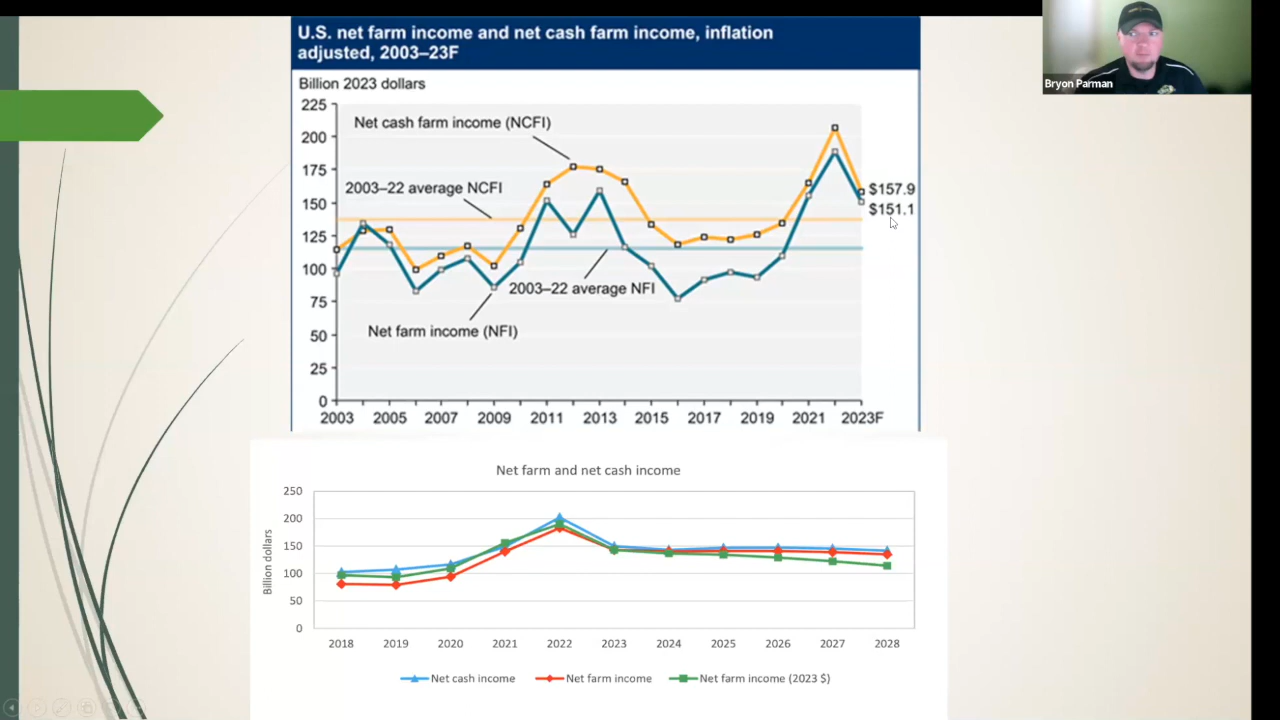 U.S. net farm income and net cash farm income, inflation
adjusted, 2003–23F
Bryon Parman
Billion 2023 dollars
225
200
175
150
125
100
75
50
25
0
Net cash farm income (NCFI)
2003–22 average NCFI
$157.9
$151.1
2003–22 average NFI
Net farm income (NFI)
2003 2005 2007 2009 2011 2013 2015 2017 2019 2021 2023F
Net farm and net cash income
Billion dollars
250
200
150
100
50
0
2018 2019 2020 2021 2022 2023 2024 2025 2026 2027 2028
Net cash income Net farm income Net farm income (2023 $)